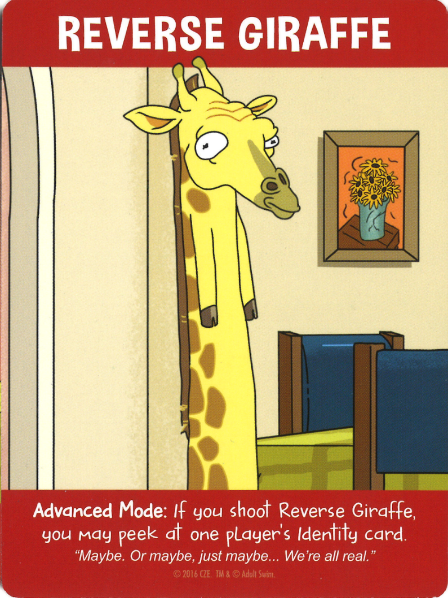 REVERSE GIRAFFE
Advanced Mode: If you shoot Reverse Giraffe,
you may peek at one player's Identity card.
"Maybe. Or maybe, just maybe... We're all real."
© 2016 CZE. TM & © Adult Swim.